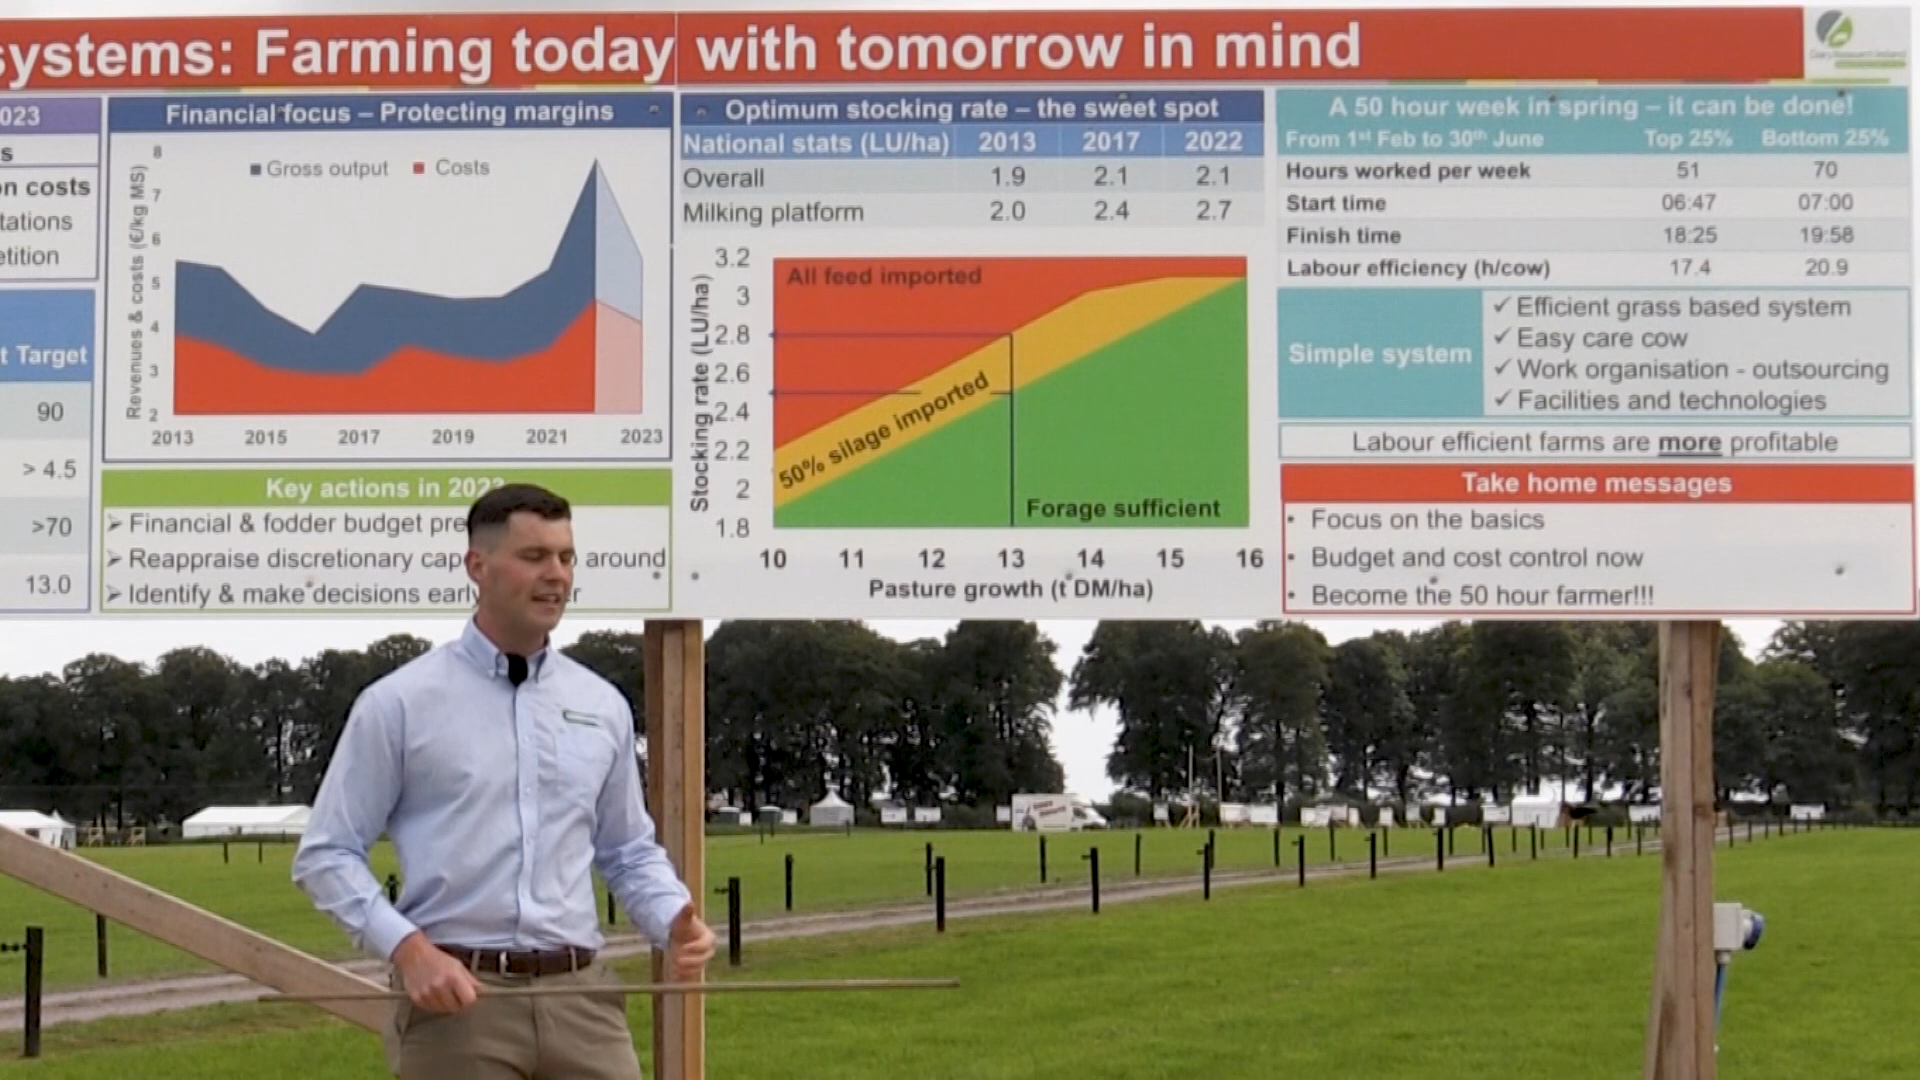 systems: Farming today with tomorrow in mind
023
s
on costs
tations
etition
t Target
90
> 4.5
>70
13.0
Financial focus – Protecting margins
Revenues & costs (€/kg MS)
Gross output
Costs
8
7
6
5
4
3
2
2013 2015 2017 2019 2021 2023
Key actions in 202
➢ Financial & fodder budget pre
➢ Reappraise discretionary cap around
➢ Identify & make decisions early r
Optimum stocking rate – the sweet spot
National stats (LU/ha) 2013 2017 2022
Overall 1.9 2.1 2.1
Milking platform 2.0 2.4 2.7
Stocking rate (LU/ha)
3.2
3
2.8
2.6
2.4
2.2
2
1.8
All feed imported
50% silage imported
Forage sufficient
10 11 12 13 14 15 16
Pasture growth (t DM/ha)
A 50 hour week in spring – it can be done!
From 1st Feb to 30th June Top 25% Bottom 25%
Hours worked per week 51 70
Start time 06:47 07:00
Finish time 18:25 19:58
Labour efficiency (h/cow) 17.4 20.9
Simple system
✓ Efficient grass based system
✓ Easy care cow
✓ Work organisation - outsourcing
✓ Facilities and technologies
Labour efficient farms are more profitable
Take home messages
• Focus on the basics
• Budget and cost control now
• Become the 50 hour farmer!!!